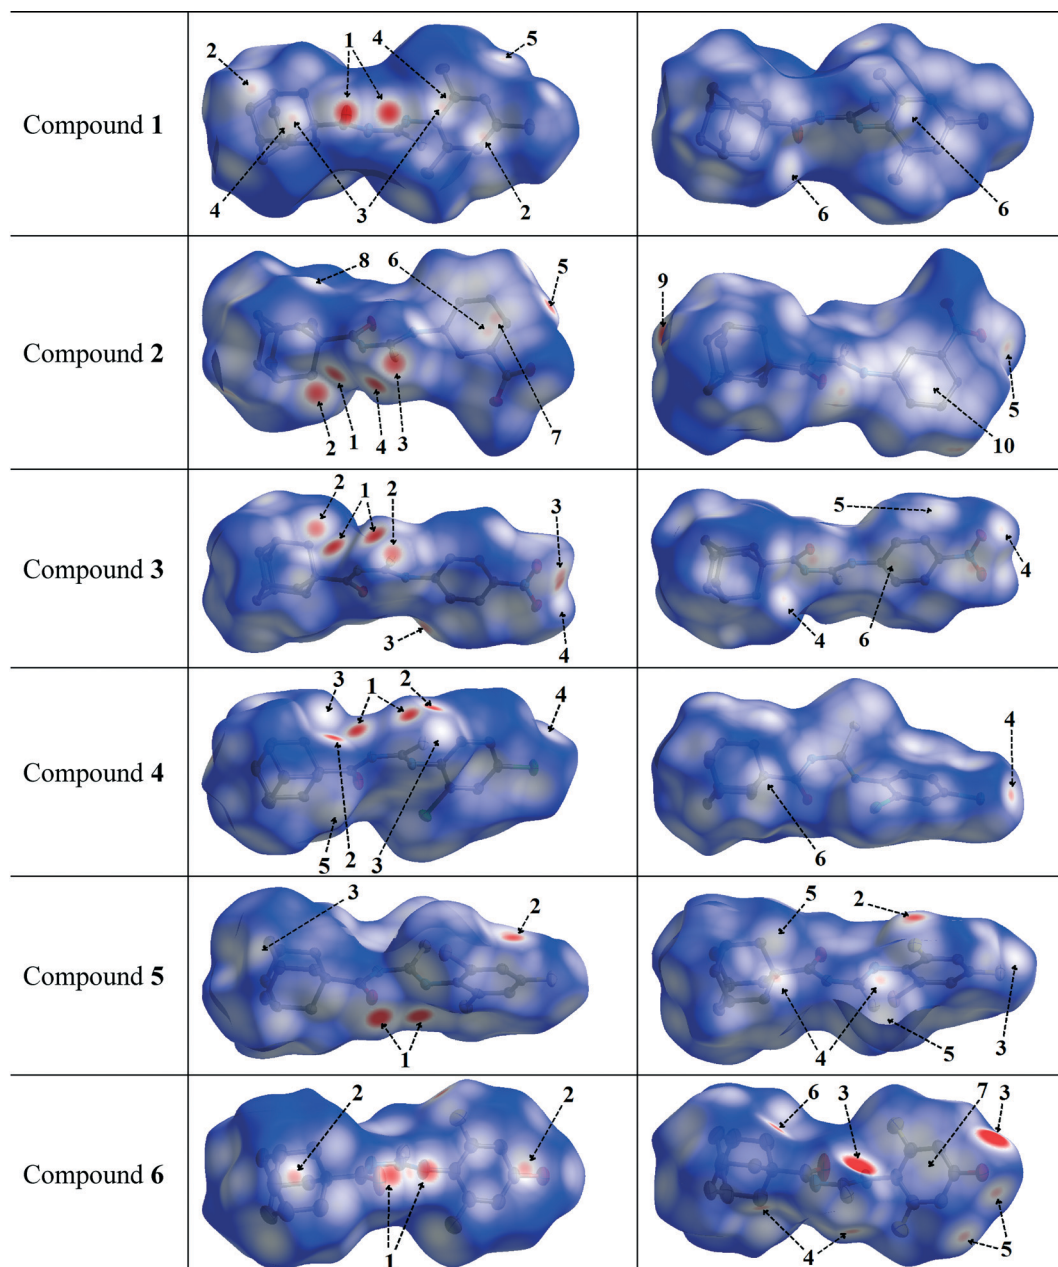 Compound 1
2 1 4 5
4 3 2
6 6
Compound 2
8 6 5
2 1 4 3 7
9 5
10
Compound 3
2 1 2 3
3 4
5 4
4 6
Compound 4
3 1 2 4
5 2 3
4
6
Compound 5
3 2
1
5 2
4 5 3
Compound 6
2 2
1
6 3 7 3
4 5